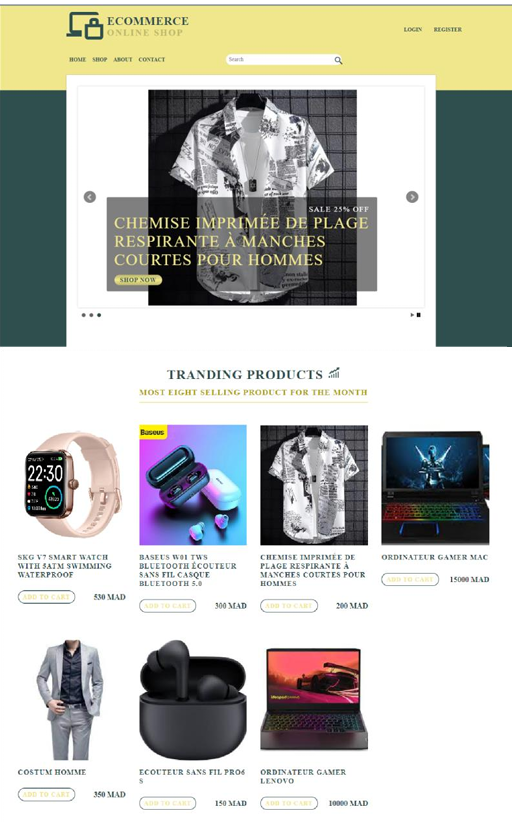 ECOMMERCE
ONLINE SHOP
LOGIN REGISTER
HOME SHOP ABOUT CONTACT
Search
SALE 25% OFF
CHEMISE IMPRIMÉE DE PLAGE
RESPIRANTE À MANCHES
COURTES POUR HOMMES
SHOP NOW
TRANDING PRODUCTS
MOST EIGHT SELLING PRODUCT FOR THE MONTH
22:30
SKG V7 SMART WATCH
WITH 5ATM SWIMMING
WATERPROOF
ADD TO CART 530 MAD
Baseus
BASEUS W01 TWS
BLUETOOTH ÉCOUTEUR
SANS FIL CASQUE
BLUETOOTH 5.0
ADD TO CART 300 MAD
CHEMISE IMPRIMÉE DE
PLAGE RESPIRANTE À
MANCHES COURTES POUR
HOMMES
ADD TO CART 200 MAD
ORDINATEUR GAMER MAC
ADD TO CART 15000 MAD
COSTUM HOMME
ADD TO CART 350 MAD
ECOUTEUR SANS FIL PRO6
S
ADD TO CART 150 MAD
ORDINATEUR GAMER
LENOVO
ADD TO CART 10000 MAD